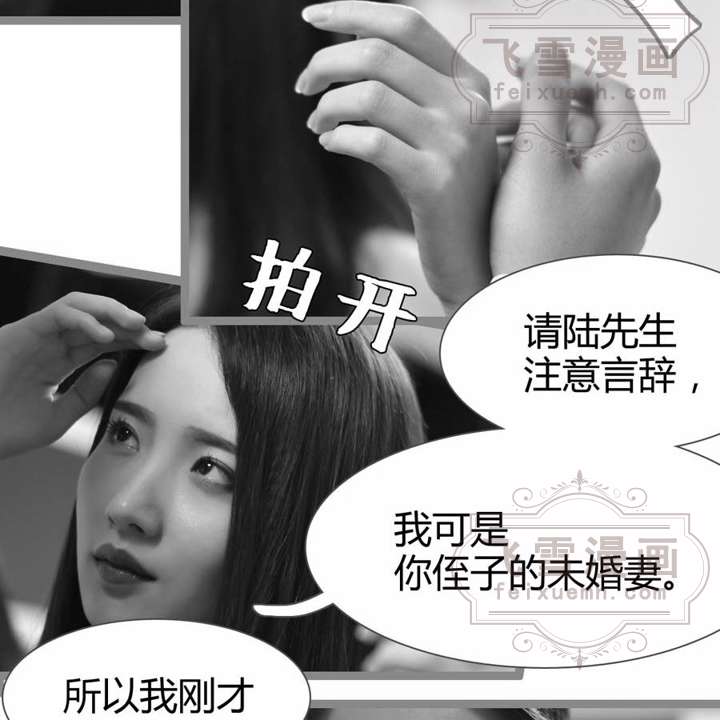 飞雪漫画
feixuemh.com
拍开
请陆先生
注意言辞，
我可是
你侄子的未婚妻。
飞雪漫画
feixuemh.com
所以我刚才